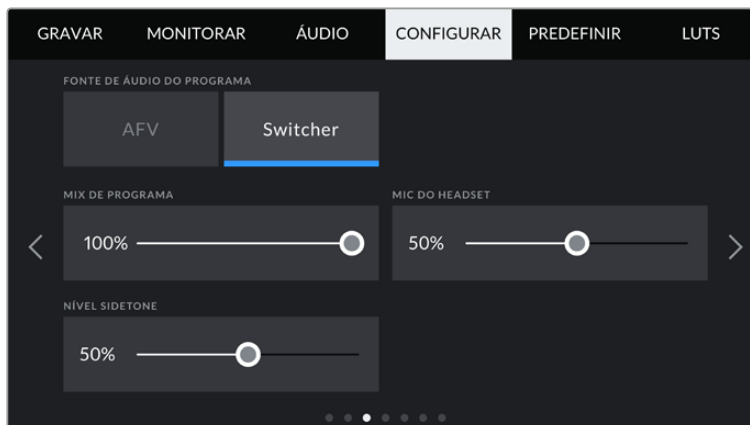 GRAVAR MONITORAR ÁUDIO CONFIGURAR PREDEFINIR LUTS
FONTE DE ÁUDIO DO PROGRAMA
AFV Switcher
MIX DE PROGRAMA MIC DO HEADSET
100% 50%
NÍVEL SIDETONE
50%